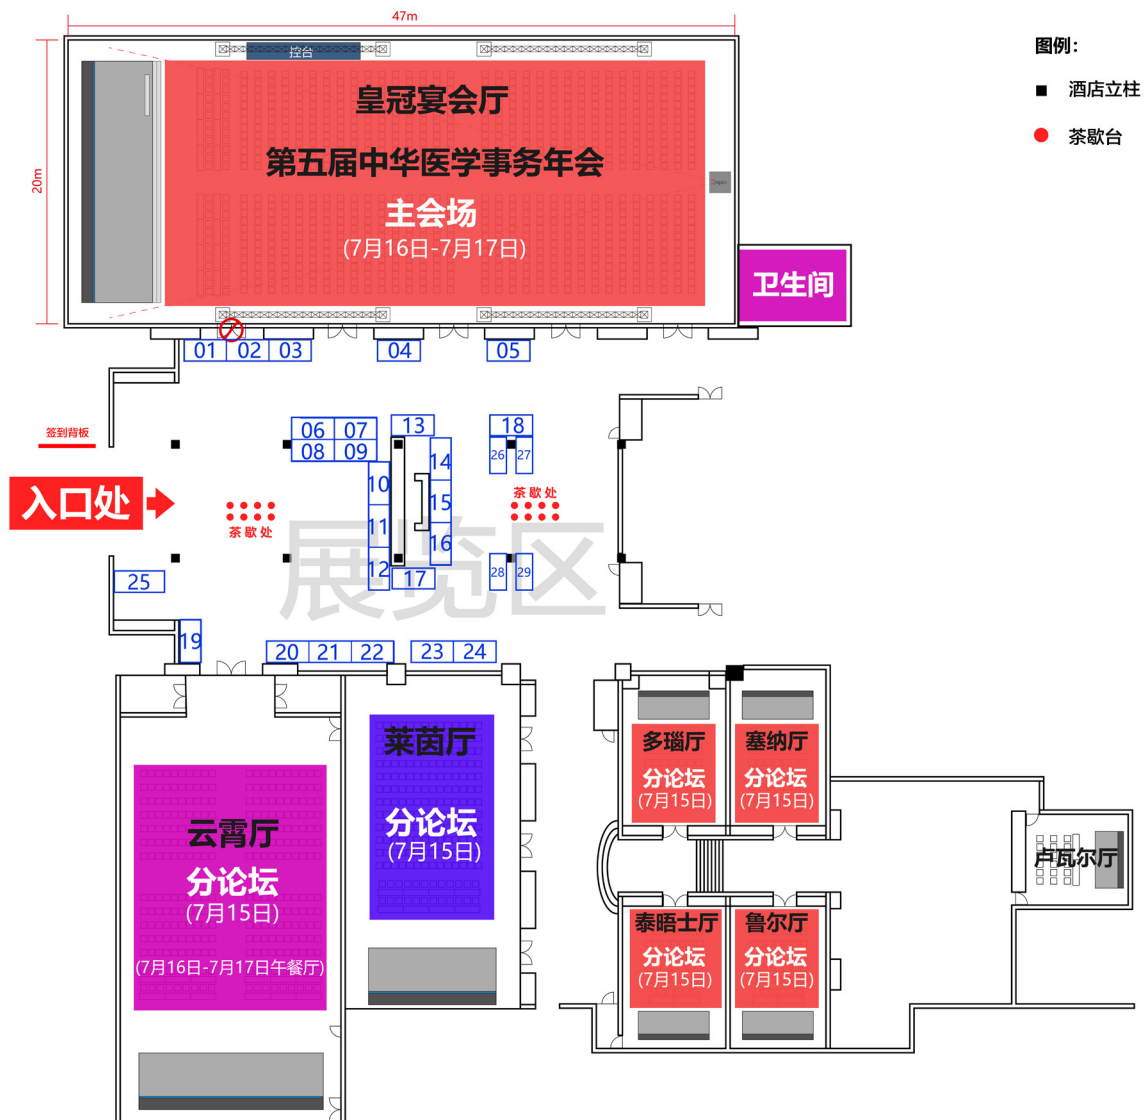 47m
图例：
控台
酒店立柱
茶歇台
20m
皇冠宴会厅
第五届中华医学事务年会
主会场
(7月16日-7月17日)
卫生间
01 02 03 04 05
签到背板
入口处
06 07 13 18
08 09 14 26 27
10 15
11 16
12 17 28 29
茶歇处
茶歇处
展览区
25
19
20 21 22 23 24
云霄厅
分论坛
(7月15日)
(7月16日-7月17日午餐厅)
莱茵厅
分论坛
(7月15日)
多瑙厅
分论坛
(7月15日)
塞纳厅
分论坛
(7月15日)
卢瓦尔厅
泰晤士厅
分论坛
(7月15日)
鲁尔厅
分论坛
(7月15日)